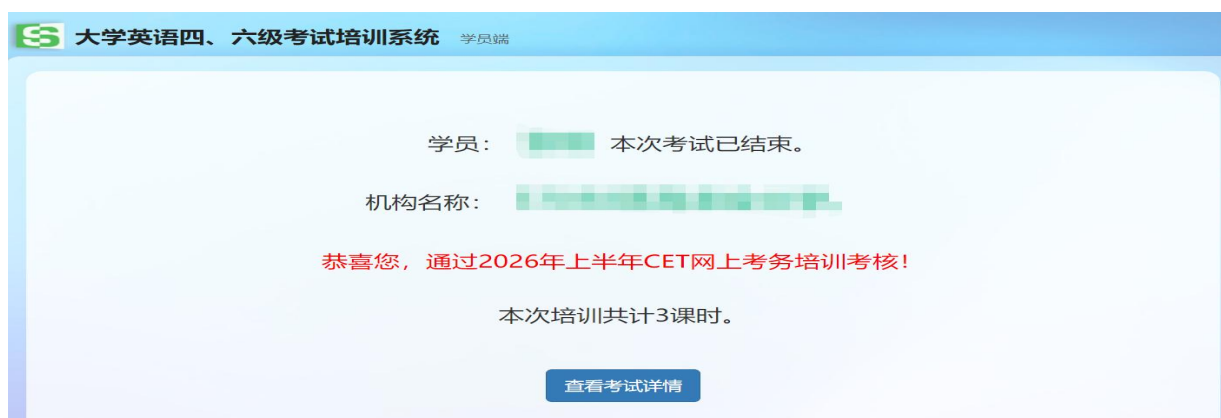 大学英语四、六级考试培训系统 学员端
学员: 本次考试已结束。
机构名称:
恭喜您，通过2026年上半年CET网上考务培训考核!
本次培训共计3课时。
查看考试详情